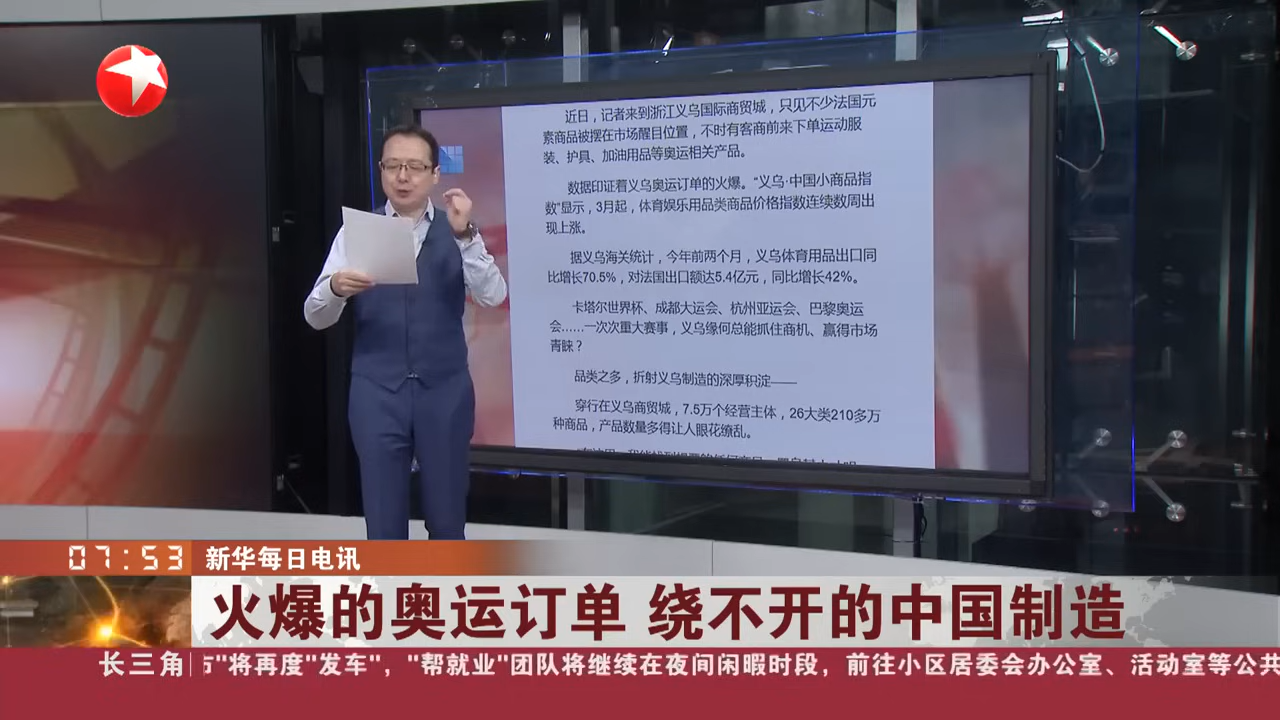 近日，记者来到浙江义乌国际商贸城，只见不少法国元
素商品被摆在市场醒目位置，不时有客商前来下单运动服
装、护具、加油用品等奥运相关产品。
数据印证着义乌奥运订单的火爆。“义乌·中国小商品指
数”显示，3月起，体育娱乐用品类商品价格指数连续数周出
现上涨。
据义乌海关统计，今年前两个月，义乌体育用品出口同
比增长70.5%，对法国出口额达5.4亿元，同比增长42%。
卡塔尔世界杯、成都大运会、杭州亚运会、巴黎奥运
会……一次次重大赛事，义乌缘何总能抓住商机、赢得市场
青睐？
品类之多，折射义乌制造的深厚积淀——
穿行在义乌商贸城，7.5万个经营主体，26大类210多万
种商品，产品数量多得让人眼花缭乱。
07:53 新华每日电讯
火爆的奥运订单 绕不开的中国制造
长三角 "将再度"发车"，"帮就业"团队将继续在夜间闲暇时段，前往小区居委会办公室、活动室等公共